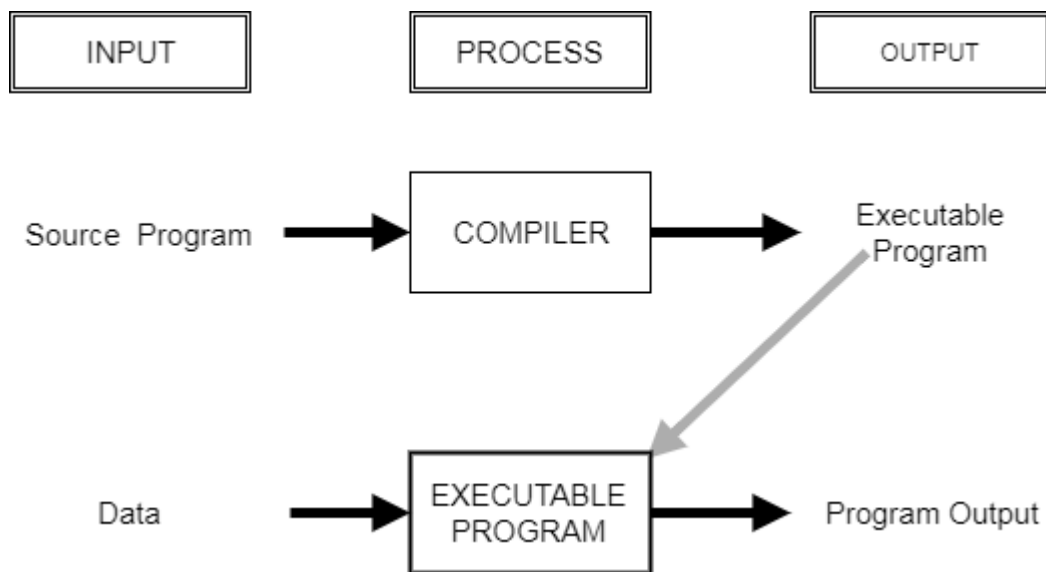 INPUT
PROCESS
OUTPUT
Source Program
COMPILER
Executable
Program
Data
EXECUTABLE
PROGRAM
Program Output